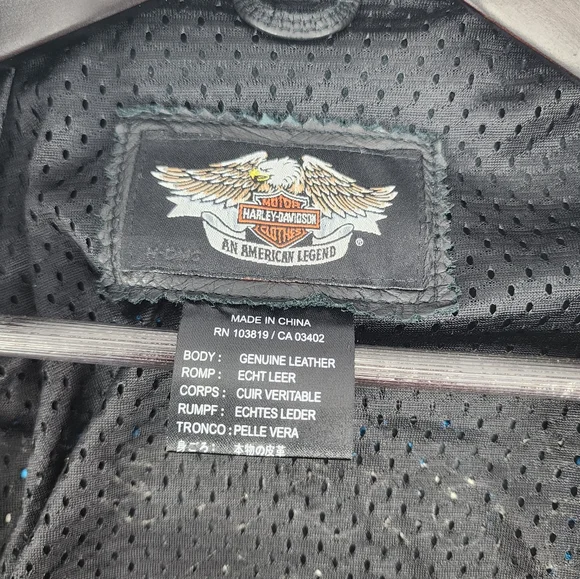 MOTOR
HARLEY-DAVIDSON
CLOTHES
AN AMERICAN LEGEND
®
MADE IN CHINA
RN 103819 / CA 03402
BODY : GENUINE LEATHER
ROMP : ECHT LEER
CORPS : CUIR VERITABLE
RUMPF : ECHTES LEDER
TRONCO : PELLE VERA
身ごろ : 本物の皮革